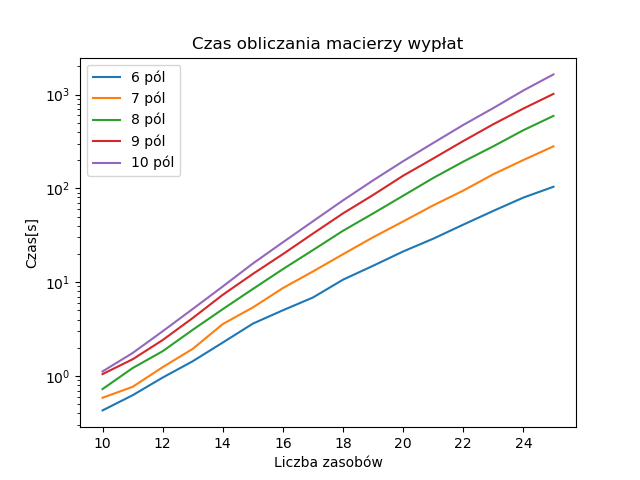 Czas obliczania macierzy wypłat
6 pól
7 pól
8 pól
9 pól
10 pól
Czas[s]
10³
10²
10¹
10⁰
10 12 14 16 18 20 22 24
Liczba zasobów